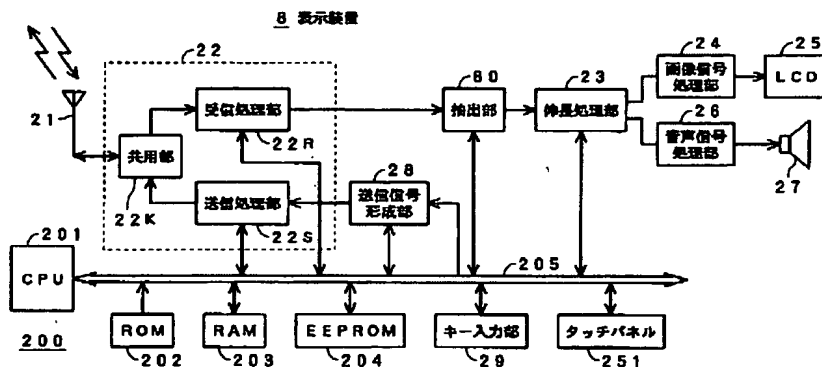 8 表示装置
22
21
受信処理部
22R
共用部
22K
送信処理部
22S
28
送信信号
形成部
60
抽出部
23
伸長処理部
24
画像信号
処理部
25
LCD
26
音声信号
処理部
27
201
CPU
205
200
ROM
202
RAM
203
EEPROM
204
キー入力部
29
タッチパネル
251